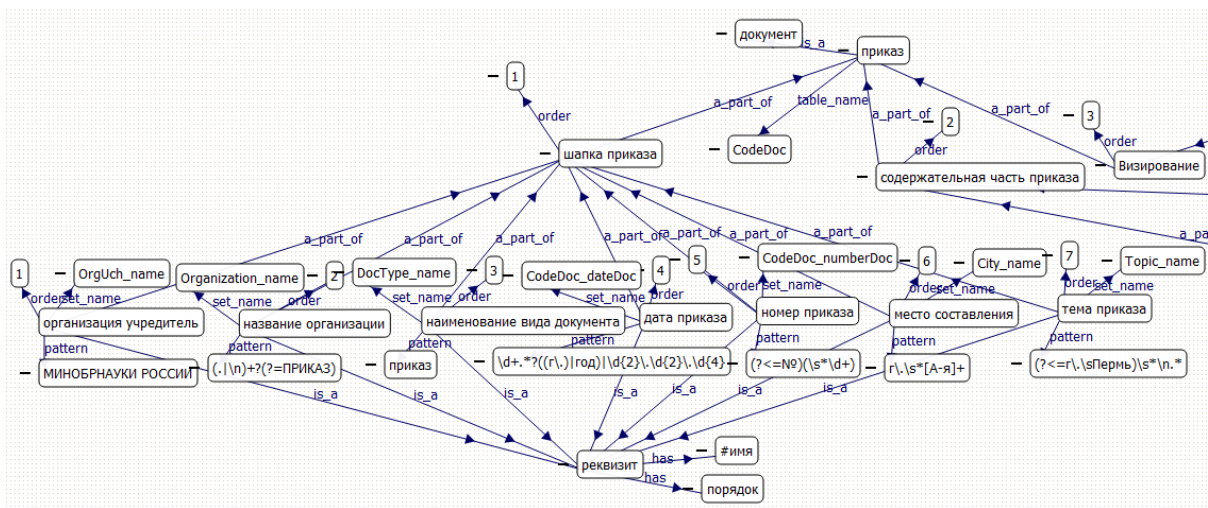 документ
is_a
приказ
1
a_part_of
table_name
a_part_of
2
a_part_of
3
order
order
order
шапка приказа
CodeDoc
содержательная часть приказа
Визирование
a_part_of
a_part_of
a_part_of
a_part_of
a_part_of
a_part_of
a_part_of
a_pa
1
OrgUch_name
Organization_name
2
DocType_name
3
CodeDoc_dateDoc
4
5
CodeDoc_numberDoc
6
City_name
7
Topic_name
order
set_name
order
set_name
order
set_name
order
order
set_name
order
set_name
order
set_name
организация учредитель
название организации
наименование вида документа
дата приказа
номер приказа
место составления
тема приказа
pattern
pattern
pattern
pattern
pattern
pattern
pattern
МИНОБРНАУКИ РОССИИ
(.|\n)+?(?=ПРИКАЗ)
приказ
\d+.*?((г\.)|год)|\d{2}\.\d{2}\.\d{4}
(?<=№)(\s*\d+)
г\.\s*[А-я]+
(?<=г\.\sПермь)\s*\n.*
is_a
is_a
is_a
is_a
is_a
is_a
is_a
реквизит
has
#имя
has
порядок